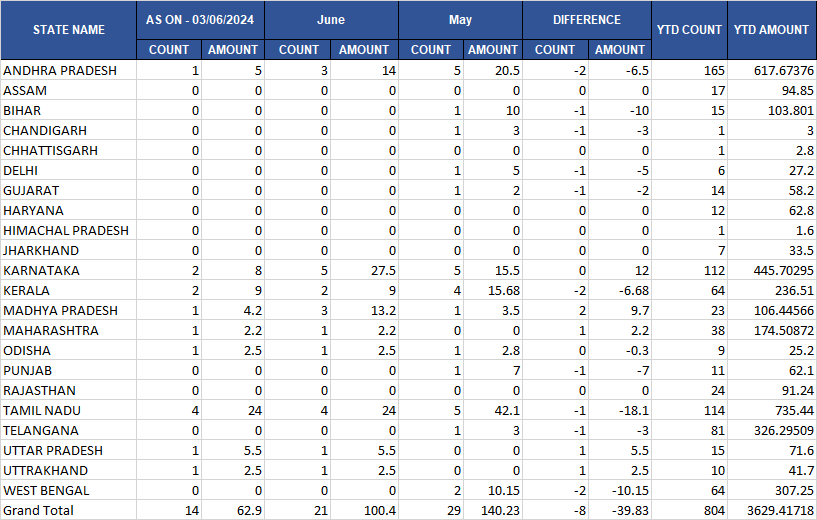 STATE NAME AS ON - 03/06/2024 June May DIFFERENCE YTD COUNT YTD AMOUNT
COUNT AMOUNT COUNT AMOUNT COUNT AMOUNT COUNT AMOUNT
ANDHRA PRADESH 1 5 3 14 5 20.5 -2 -6.5 165 617.67376
ASSAM 0 0 0 0 0 0 0 0 17 94.85
BIHAR 0 0 0 0 1 10 -1 -10 15 103.801
CHANDIGARH 0 0 0 0 1 3 -1 -3 1 3
CHHATTISGARH 0 0 0 0 0 0 0 0 1 2.8
DELHI 0 0 0 0 1 5 -1 -5 6 27.2
GUJARAT 0 0 0 0 1 2 -1 -2 14 58.2
HARYANA 0 0 0 0 0 0 0 0 12 62.8
HIMACHAL PRADESH 0 0 0 0 0 0 0 0 1 1.6
JHARKHAND 0 0 0 0 0 0 0 0 7 33.5
KARNATAKA 2 8 5 27.5 5 15.5 0 12 112 445.70295
KERALA 2 9 2 9 4 15.68 -2 -6.68 64 236.51
MADHYA PRADESH 1 4.2 3 13.2 1 3.5 2 9.7 23 106.44566
MAHARASHTRA 1 2.2 1 2.2 0 0 1 2.2 38 174.50872
ODISHA 1 2.5 1 2.5 1 2.8 0 -0.3 9 25.2
PUNJAB 0 0 0 0 1 7 -1 -7 11 62.1
RAJASTHAN 0 0 0 0 0 0 0 0 24 91.24
TAMIL NADU 4 24 4 24 5 42.1 -1 -18.1 114 735.44
TELANGANA 0 0 0 0 1 3 -1 -3 81 326.29509
UTTAR PRADESH 1 5.5 1 5.5 0 0 1 5.5 15 71.6
UTTRAKHAND 1 2.5 1 2.5 0 0 1 2.5 10 41.7
WEST BENGAL 0 0 0 0 2 10.15 -2 -10.15 64 307.25
Grand Total 14 62.9 21 100.4 29 140.23 -8 -39.83 804 3629.41718